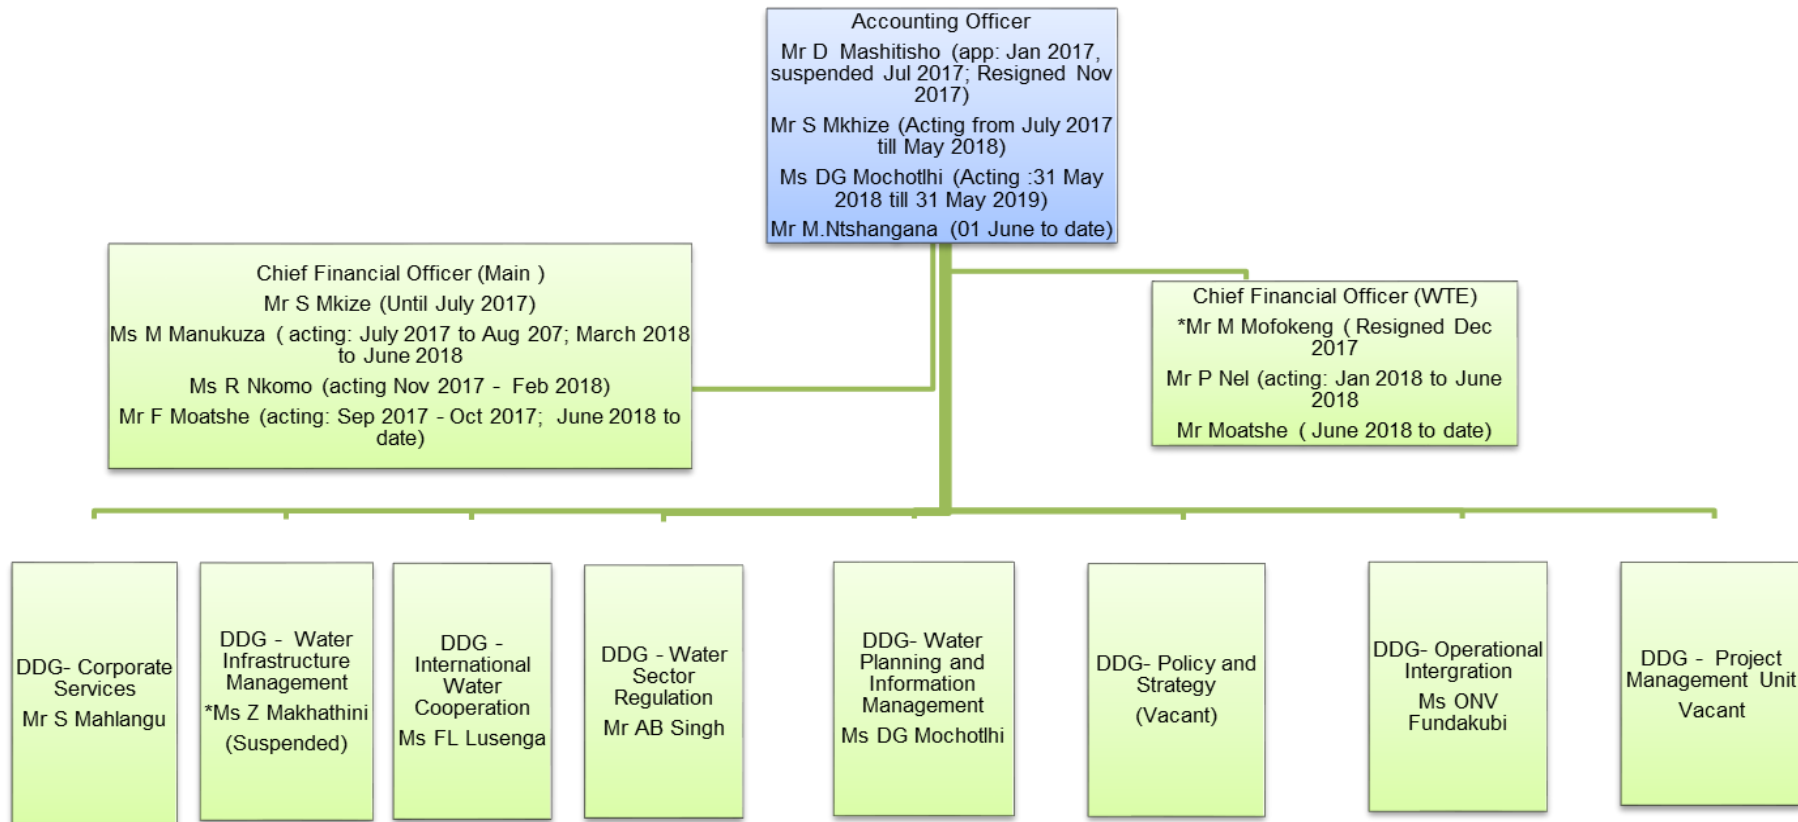 Accounting Officer
Mr D Mashitisho (app: Jan 2017,
suspended Jul 2017; Resigned Nov
2017)
Mr S Mkhize (Acting from July 2017
till May 2018)
Ms DG Mochotlhi (Acting :31 May
2018 till 31 May 2019)
Mr M.Ntshangana (01 June to date)
Chief Financial Officer (Main )
Mr S Mkize (Until July 2017)
Ms M Manukuza ( acting: July 2017 to Aug 207; March 2018
to June 2018
Ms R Nkomo (acting Nov 2017 - Feb 2018)
Mr F Moatshe (acting: Sep 2017 - Oct 2017; June 2018 to
date)
Chief Financial Officer (WTE)
*Mr M Mofokeng ( Resigned Dec
2017
Mr P Nel (acting: Jan 2018 to June
2018
Mr Moatshe ( June 2018 to date)
DDG- Corporate
Services
Mr S Mahlangu
DDG - Water
Infrastructure
Management
*Ms Z Makhathini
(Suspended)
DDG -
International
Water
Cooperation
Ms FL Lusenga
DDG - Water
Sector
Regulation
Mr AB Singh
DDG- Water
Planning and
Information
Management
Ms DG Mochotlhi
DDG- Policy and
Strategy
(Vacant)
DDG- Operational
Intergration
Ms ONV
Fundakubi
DDG - Project
Management Unit
Vacant